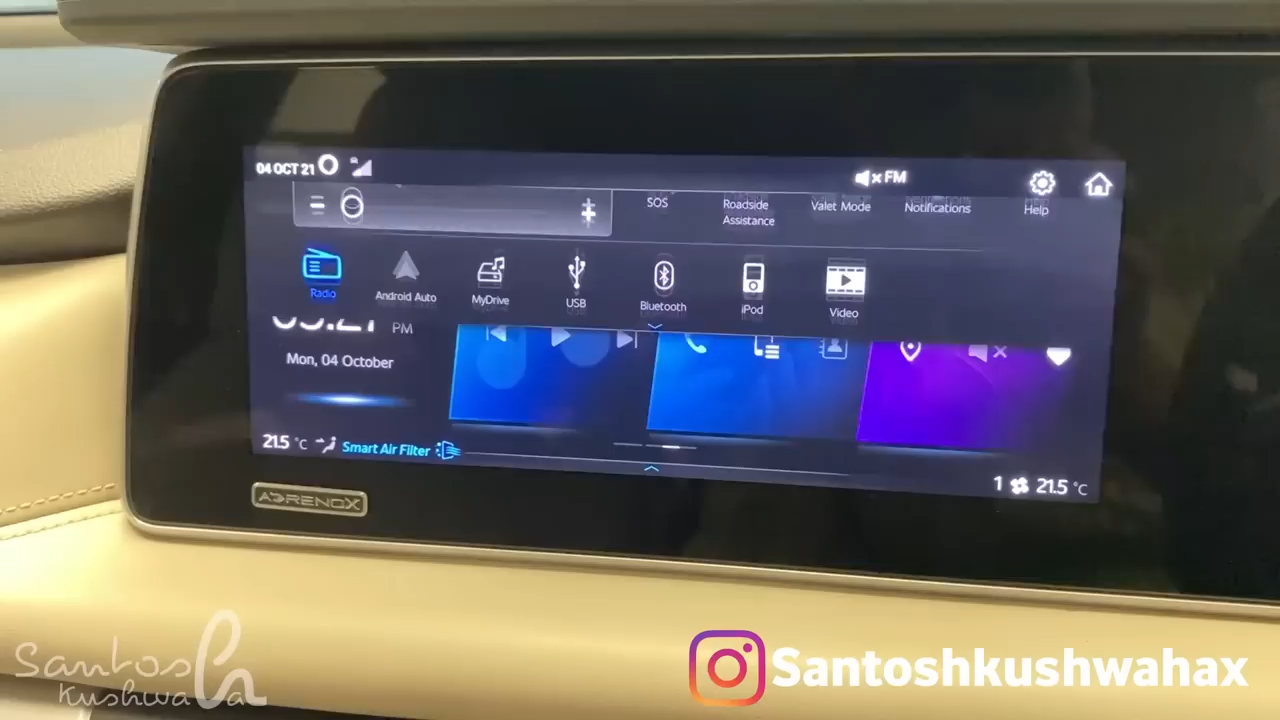 04 OCT 21
FM
SOS
Roadside
Assistance
Valet Mode
Notifications
Help
Radio
Android Auto
MyDrive
USB
Bluetooth
iPod
Video
PM
Mon, 04 October
21.5 °C
Smart Air Filter
1
21.5 °C
ADRENOX
Santosh
Kushwaha
Santoshkushwahax